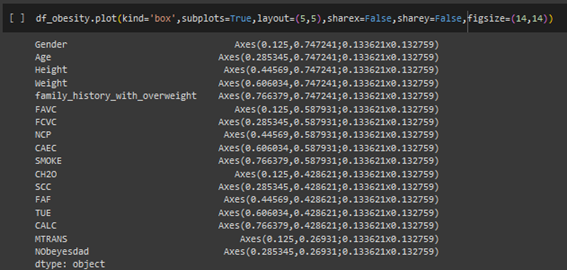 [ ] df_obesity.plot(kind='box',subplots=True,layout=(5,5),sharex=False,sharey=False,figsize=(14,14))
Gender Axes(0.125,0.747241;0.133621x0.132759)
Age Axes(0.285345,0.747241;0.133621x0.132759)
Height Axes(0.44569,0.747241;0.133621x0.132759)
Weight Axes(0.606034,0.747241;0.133621x0.132759)
family_history_with_overweight Axes(0.766379,0.747241;0.133621x0.132759)
FAVC Axes(0.125,0.587931;0.133621x0.132759)
FCVC Axes(0.285345,0.587931;0.133621x0.132759)
NCP Axes(0.44569,0.587931;0.133621x0.132759)
CAEC Axes(0.606034,0.587931;0.133621x0.132759)
SMOKE Axes(0.766379,0.587931;0.133621x0.132759)
CH2O Axes(0.125,0.428621;0.133621x0.132759)
SCC Axes(0.285345,0.428621;0.133621x0.132759)
FAF Axes(0.44569,0.428621;0.133621x0.132759)
TUE Axes(0.606034,0.428621;0.133621x0.132759)
CALC Axes(0.766379,0.428621;0.133621x0.132759)
MTRANS Axes(0.125,0.26931;0.133621x0.132759)
NObeyesdad Axes(0.285345,0.26931;0.133621x0.132759)
dtype: object